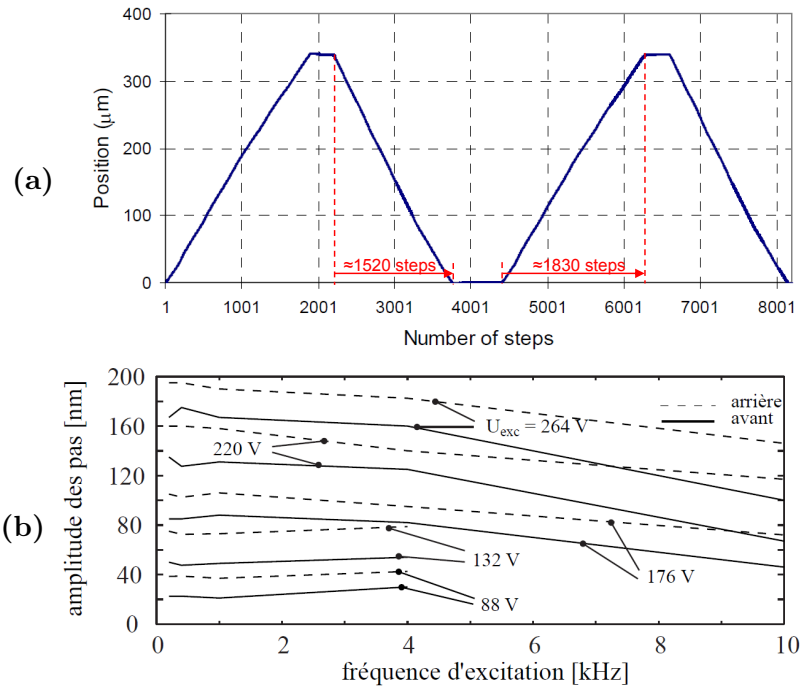 (a)
Position (µm)
400
300
200
100
0
≈1520 steps
≈1830 steps
1 1001 2001 3001 4001 5001 6001 7001 8001
Number of steps
(b)
amplitude des pas [nm]
200
160
120
80
40
0
arrière
avant
U_exc = 264 V
220 V
132 V
176 V
88 V
0 2 4 6 8 10
fréquence d'excitation [kHz]